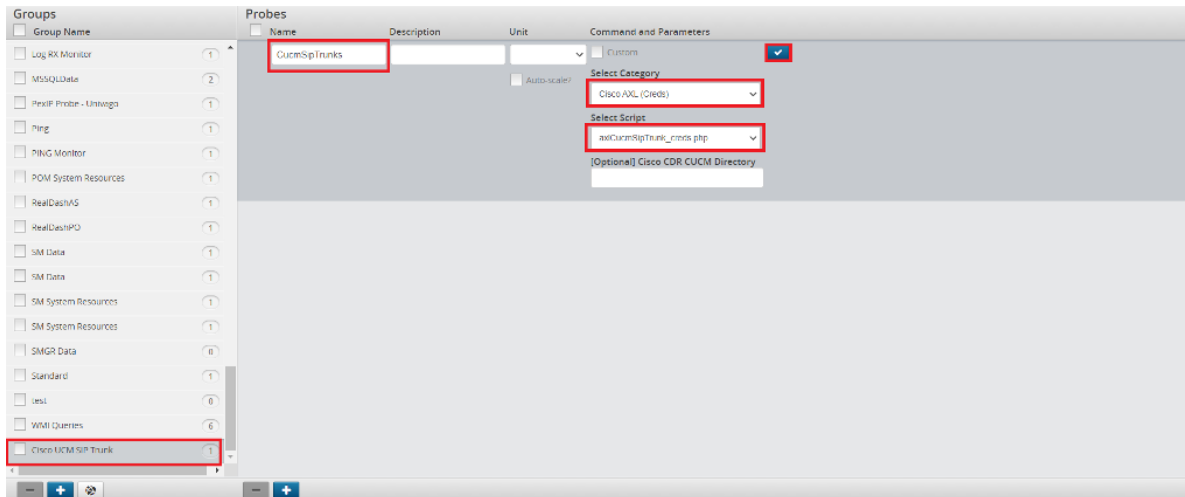 Groups
Group Name
Log RX Monitor 1
MSSQLData 2
PexIP Probe - Uniwigo 1
Ping 1
PING Monitor 1
POM System Resources 1
RealDashAS 1
RealDashPO 1
SM Data 1
SM Data 1
SM System Resources 1
SM System Resources 1
SMGR Data 0
Standard 1
test 0
WMI Queries 6
Cisco UCM SIP Trunk 1
Probes
Name Description Unit Command and Parameters
CucmSipTrunks
Auto-scale?
Custom
Select Category
Cisco AXL (Creds)
Select Script
axlCucmSipTrunk_creds.php
[Optional] Cisco CDR CUCM Directory